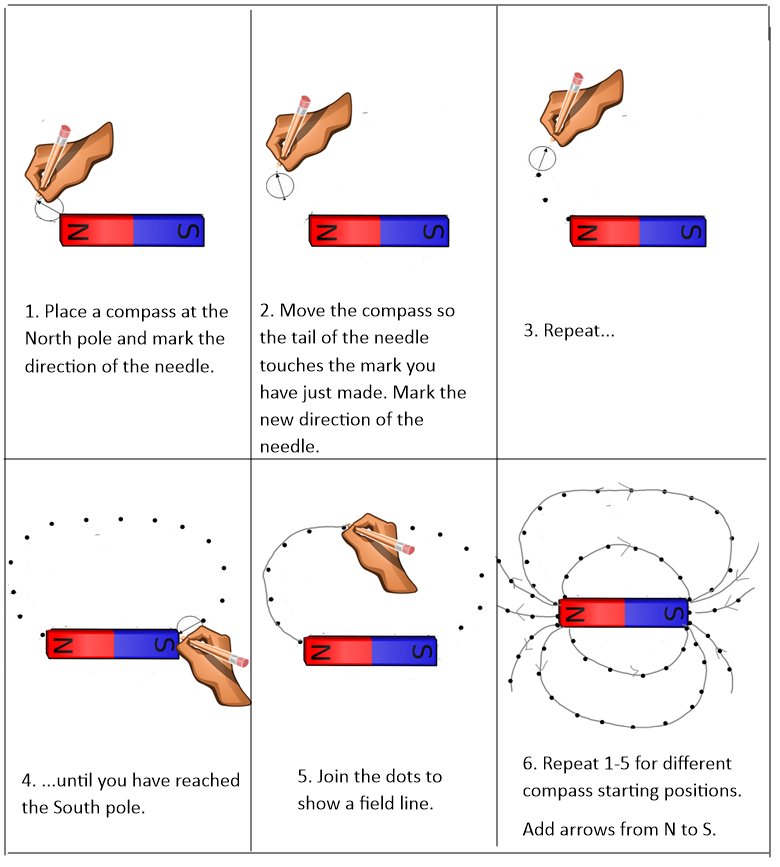 N S
N S
N S
1. Place a compass at the
North pole and mark the
direction of the needle.
2. Move the compass so
the tail of the needle
touches the mark you
have just made. Mark the
new direction of the
needle.
3. Repeat...
N S
N S
N S
4. ...until you have reached
the South pole.
5. Join the dots to
show a field line.
6. Repeat 1-5 for different
compass starting positions.
Add arrows from N to S.